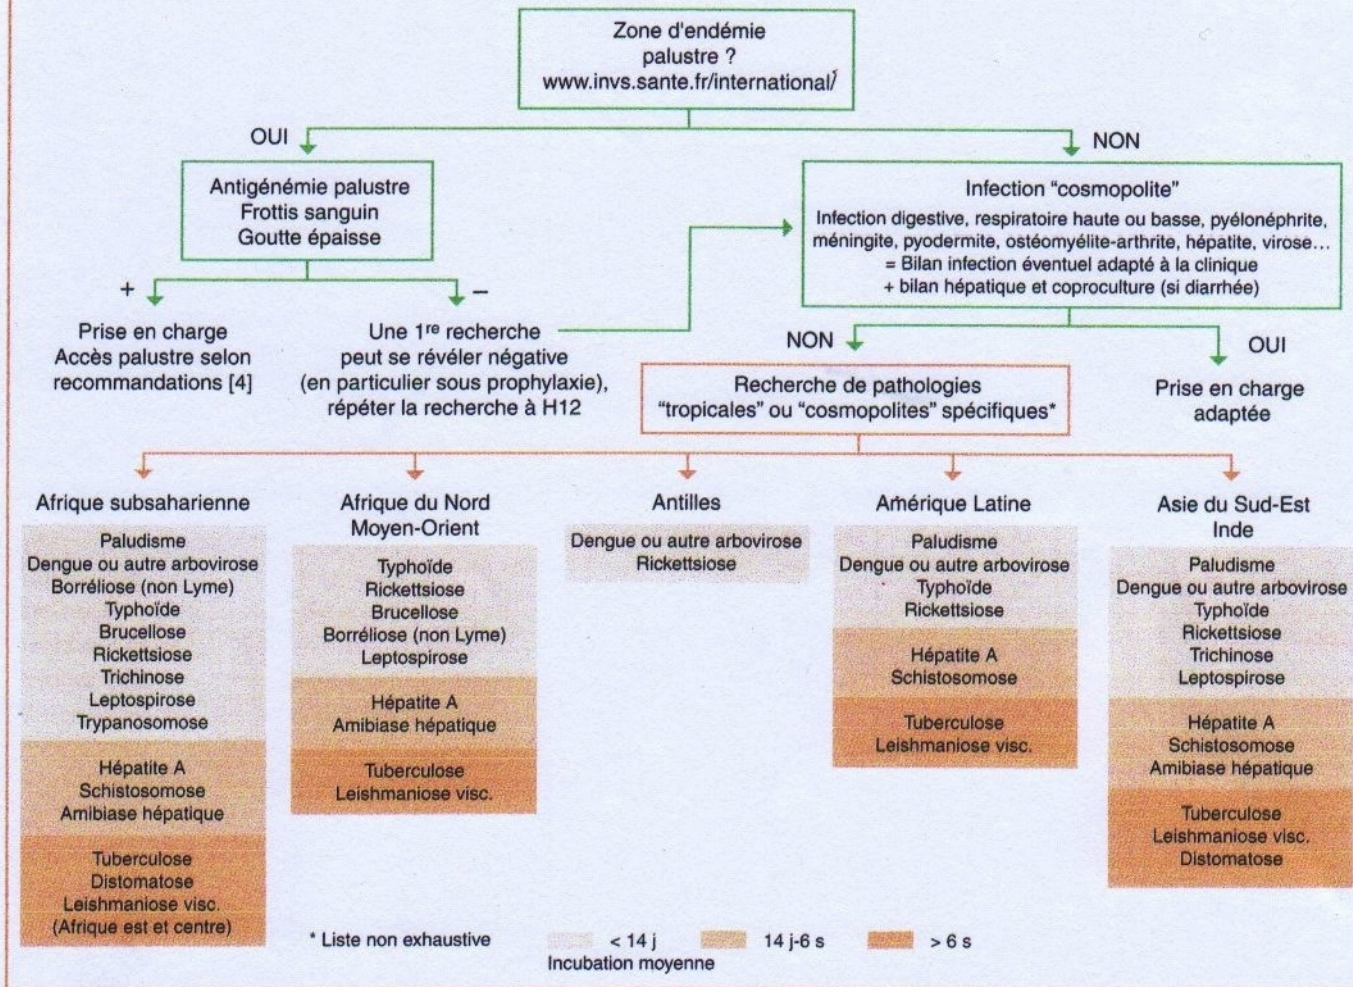 Zone d'endémie
palustre ?
www.invs.sante.fr/international/
OUI
NON
Antigénémie palustre
Frottis sanguin
Goutte épaisse
Infection "cosmopolite"
Infection digestive, respiratoire haute ou basse, pyélonéphrite,
méningite, pyodermite, ostéomyélite-arthrite, hépatite, virose...
= Bilan infection éventuel adapté à la clinique
+ bilan hépatique et coproculture (si diarrhée)
+
–
Prise en charge
Accès palustre selon
recommandations [4]
Une 1re recherche
peut se révéler négative
(en particulier sous prophylaxie),
répéter la recherche à H12
NON
OUI
Recherche de pathologies
"tropicales" ou "cosmopolites" spécifiques*
Prise en charge
adaptée
Afrique subsaharienne
Paludisme
Dengue ou autre arbovirose
Borréliose (non Lyme)
Typhoïde
Brucellose
Rickettsiose
Trichinose
Leptospirose
Trypanosomose
Hépatite A
Schistosomose
Amibiase hépatique
Tuberculose
Distomatose
Leishmaniose visc.
(Afrique est et centre)
Afrique du Nord
Moyen-Orient
Typhoïde
Rickettsiose
Brucellose
Borréliose (non Lyme)
Leptospirose
Hépatite A
Amibiase hépatique
Tuberculose
Leishmaniose visc.
Antilles
Dengue ou autre arbovirose
Rickettsiose
Amérique Latine
Paludisme
Dengue ou autre arbovirose
Typhoïde
Rickettsiose
Hépatite A
Schistosomose
Tuberculose
Leishmaniose visc.
Asie du Sud-Est
Inde
Paludisme
Dengue ou autre arbovirose
Typhoïde
Rickettsiose
Trichinose
Leptospirose
Hépatite A
Schistosomose
Amibiase hépatique
Tuberculose
Leishmaniose visc.
Distomatose
* Liste non exhaustive
< 14 j
14 j-6 s
> 6 s
Incubation moyenne